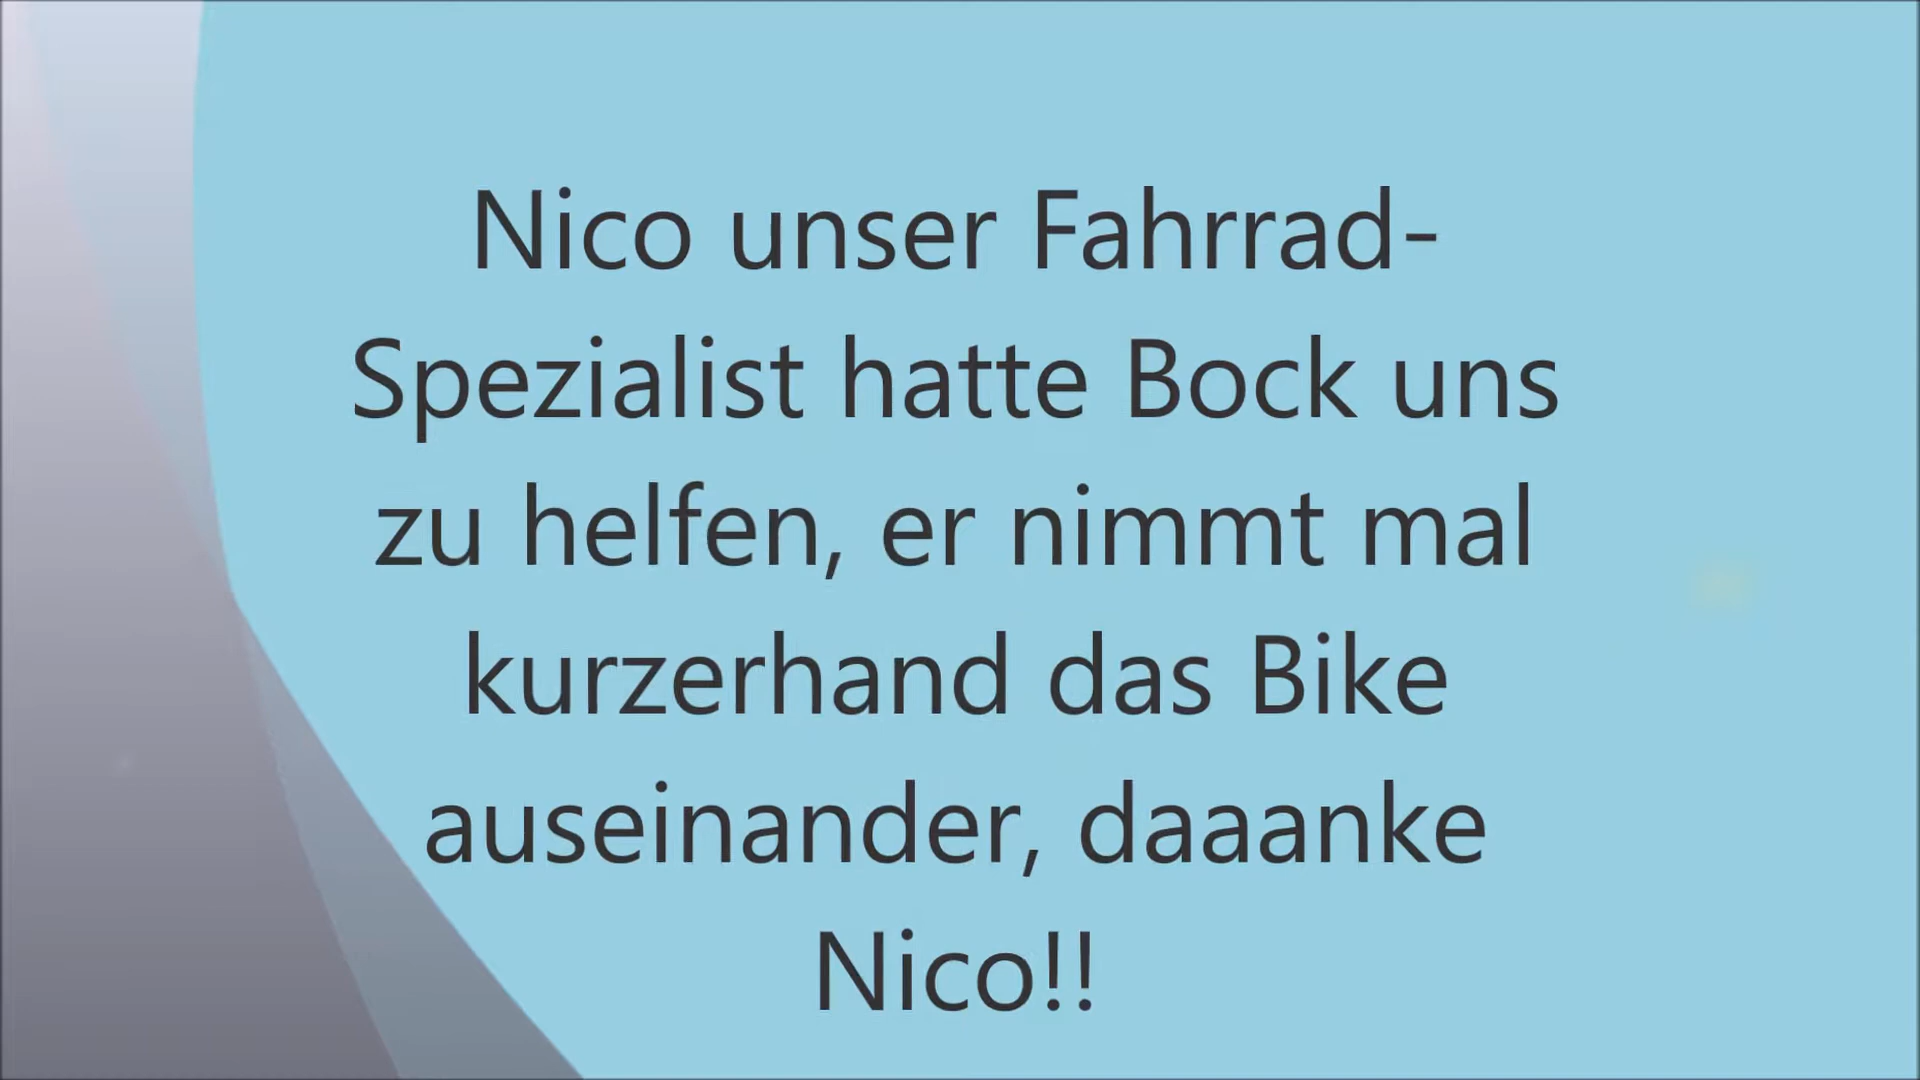 Nico unser Fahrrad-
Spezialist hatte Bock uns
zu helfen, er nimmt mal
kurzerhand das Bike
auseinander, daaanke
Nico!!